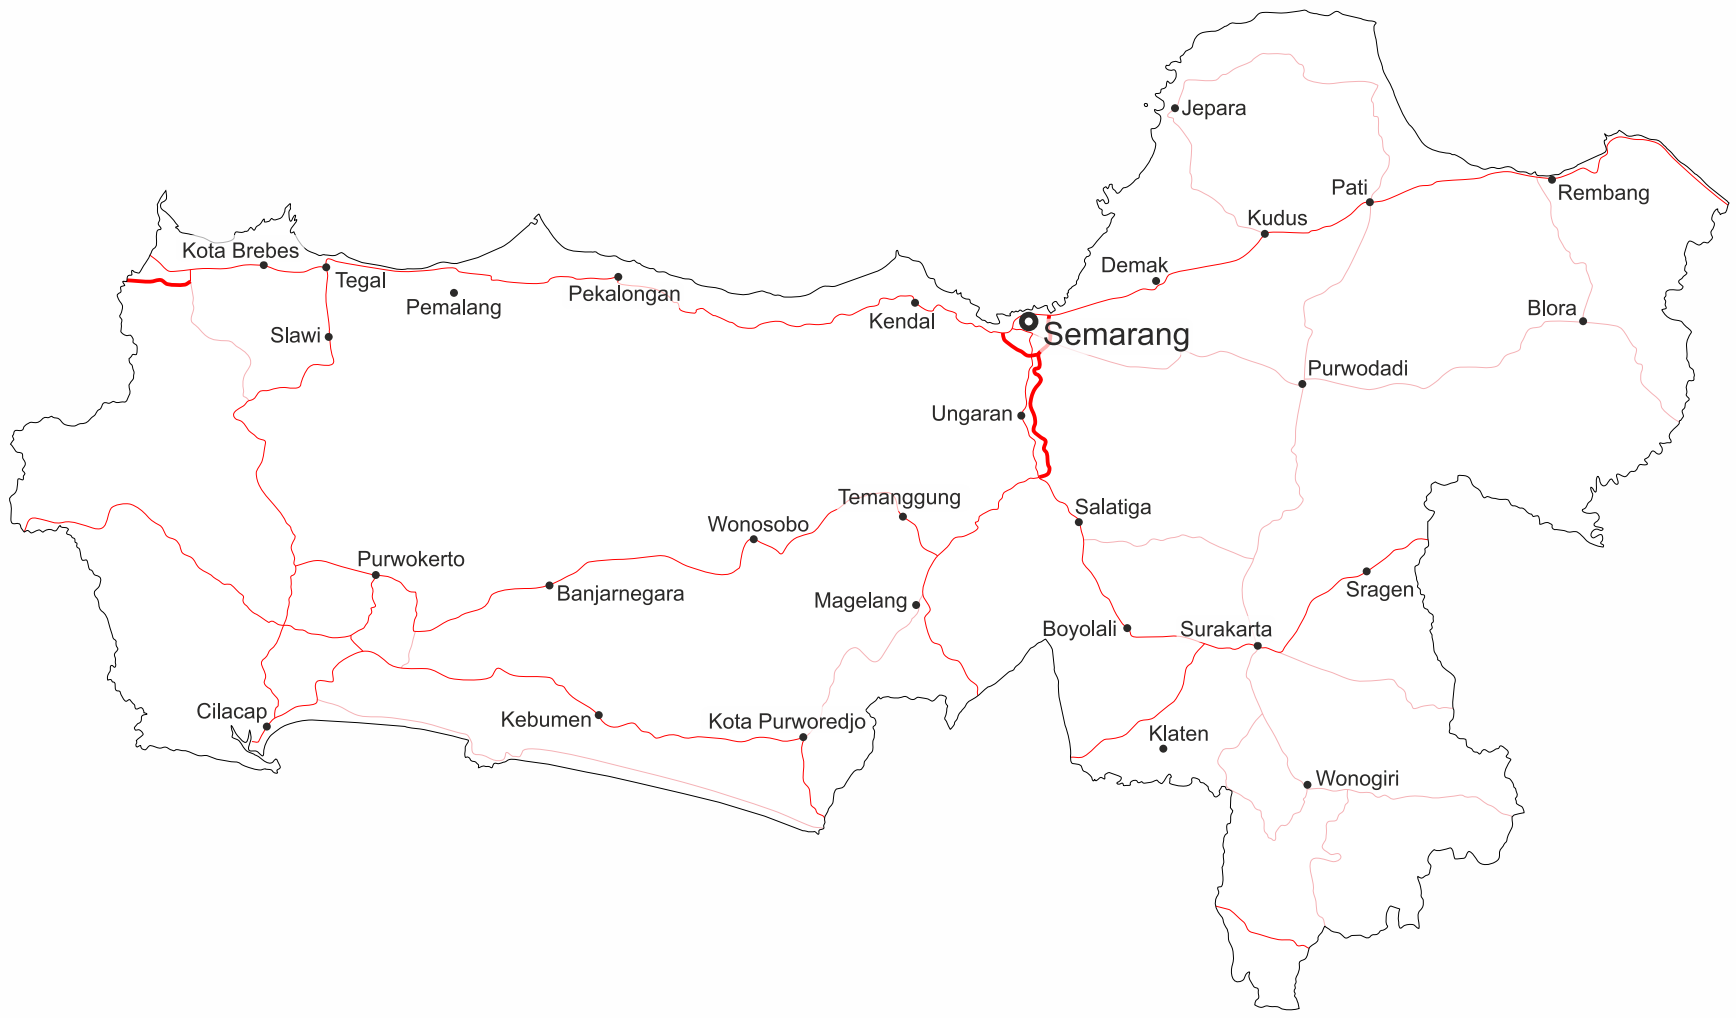 Jepara
Pati
Rembang
Kudus
Kota Brebes
Demak
Tegal
Pekalongan
Pemalang
Blora
Kendal
Semarang
Slawi
Purwodadi
Ungaran
Temanggung
Salatiga
Wonosobo
Purwokerto
Sragen
Banjarnegara
Magelang
Boyolali
Surakarta
Cilacap
Kebumen
Kota Purworedjo
Klaten
Wonogiri